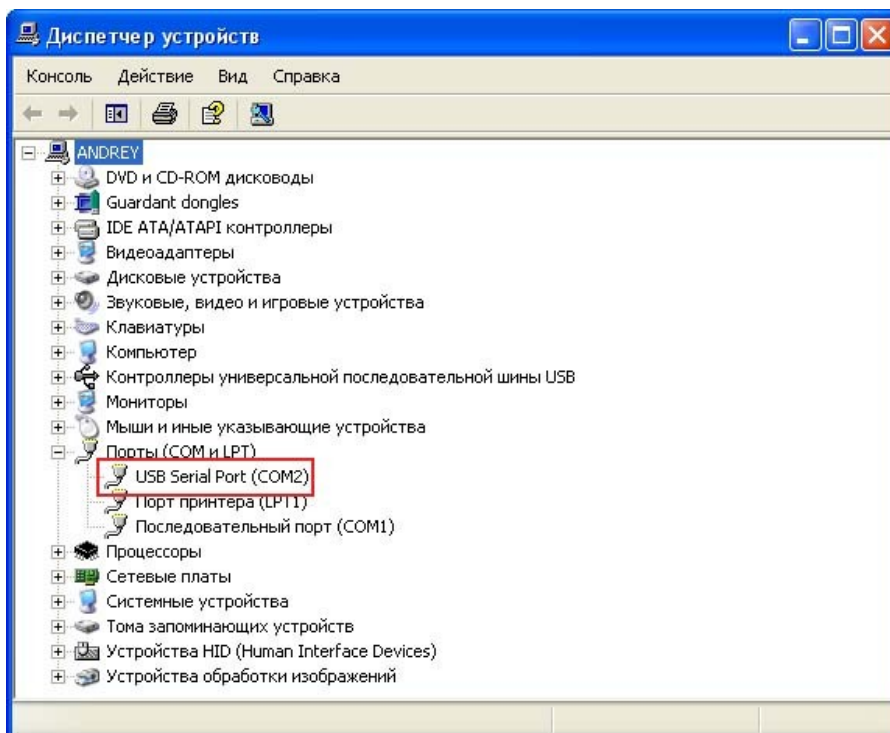 Диспетчер устройств
Консоль Действие Вид Справка
ANDREY
DVD и CD-ROM дисководы
Guardant dongles
IDE ATA/ATAPI контроллеры
Видеоадаптеры
Дисковые устройства
Звуковые, видео и игровые устройства
Клавиатуры
Компьютер
Контроллеры универсальной последовательной шины USB
Мониторы
Мыши и иные указывающие устройства
Порты (COM и LPT)
USB Serial Port (COM2)
Порт принтера (LPT1)
Последовательный порт (COM1)
Процессоры
Сетевые платы
Системные устройства
Тома запоминающих устройств
Устройства HID (Human Interface Devices)
Устройства обработки изображений